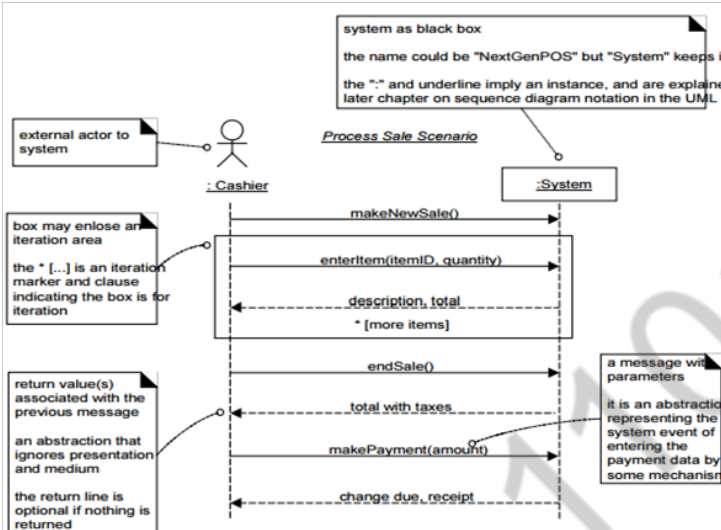 system as black box
the name could be "NextGenPOS" but "System" keeps i
the ":" and underline imply an instance, and are explaine
later chapter on sequence diagram notation in the UML
external actor to
system
Process Sale Scenario
: Cashier
:System
makeNewSale()
box may enlose an
iteration area
the * [...] is an iteration
marker and clause
indicating the box is for
iteration
enterItem(itemID, quantity)
description, total
* [more items]
endSale()
return value(s)
associated with the
previous message
an abstraction that
ignores presentation
and medium
the return line is
optional if nothing is
returned
total with taxes
makePayment(amount)
change due, receipt
a message with
parameters
it is an abstractio
representing the
system event of
entering the
payment data by
some mechanism
110